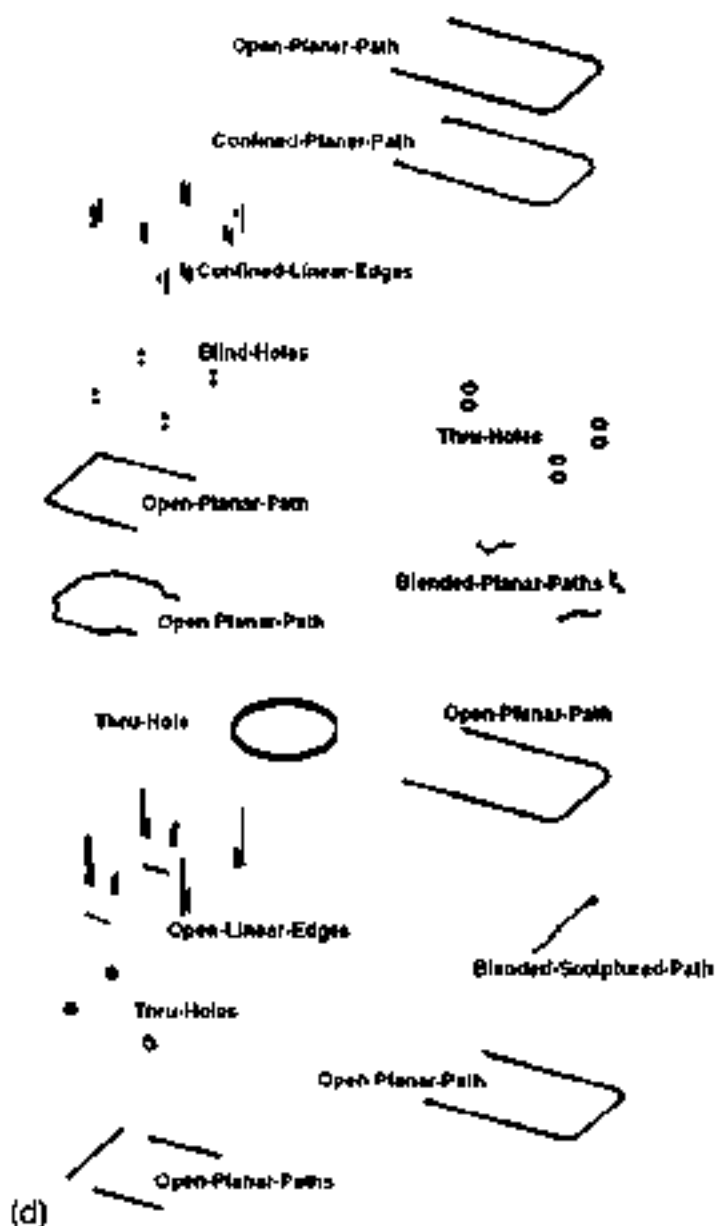 Open-Planar-Path
Confined-Planar-Path
Confined-Linear-Edges
Blind-Holes
Thru-Holes
Open-Planar-Path
Blended-Planar-Paths
Open Planar-Path
Thru-Hole
Open-Planar-Path
Open-Linear-Edges
Blended-Sculptured-Path
Thru-Holes
Open Planar-Path
Open-Planar-Paths
(d)